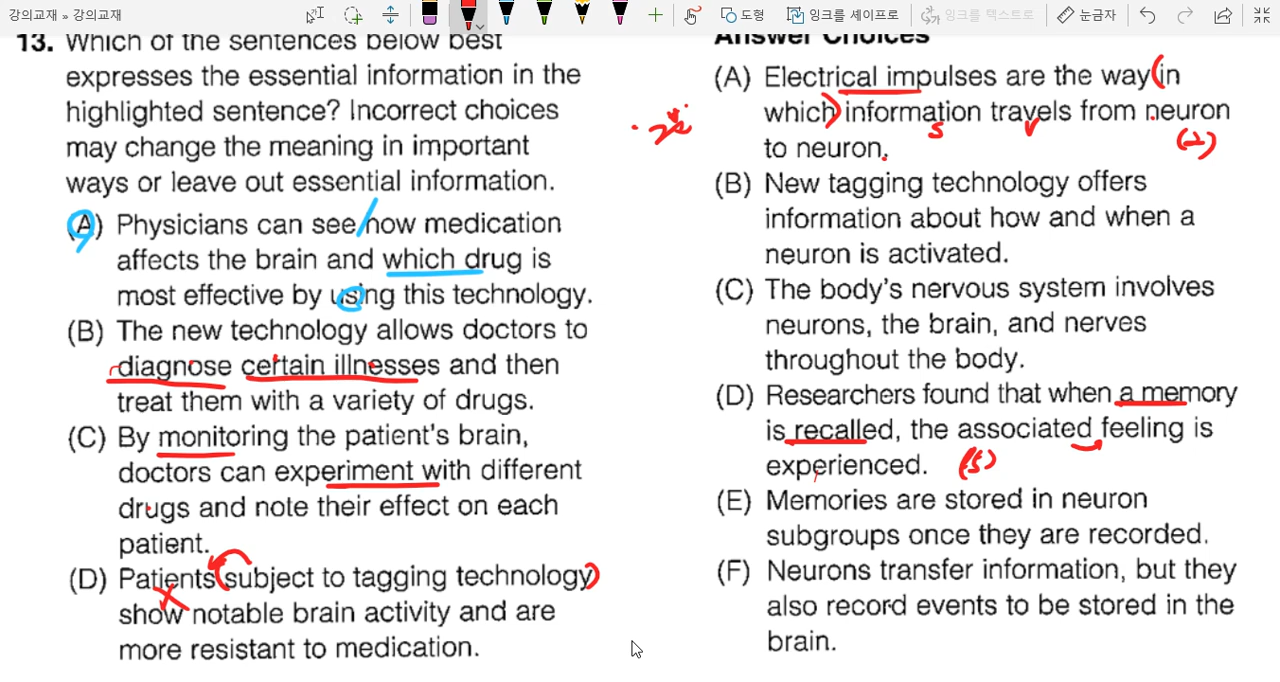 강의교재 » 강의교재
도형
잉크를 셰이프로
잉크를 텍스트로
눈금자
13. Which of the sentences below best
expresses the essential information in the
highlighted sentence? Incorrect choices
may change the meaning in important
ways or leave out essential information.
(A) Physicians can see how medication
affects the brain and which drug is
most effective by using this technology.
(B) The new technology allows doctors to
diagnose certain illnesses and then
treat them with a variety of drugs.
(C) By monitoring the patient's brain,
doctors can experiment with different
drugs and note their effect on each
patient.
(D) Patients subject to tagging technology
show notable brain activity and are
more resistant to medication.
Answer Choices
(A) Electrical impulses are the way in
which information travels from neuron
s v
(2)
to neuron.
(B) New tagging technology offers
information about how and when a
neuron is activated.
(C) The body's nervous system involves
neurons, the brain, and nerves
throughout the body.
(D) Researchers found that when a memory
is recalled, the associated feeling is
experienced. (5)
(E) Memories are stored in neuron
subgroups once they are recorded.
(F) Neurons transfer information, but they
also record events to be stored in the
brain.